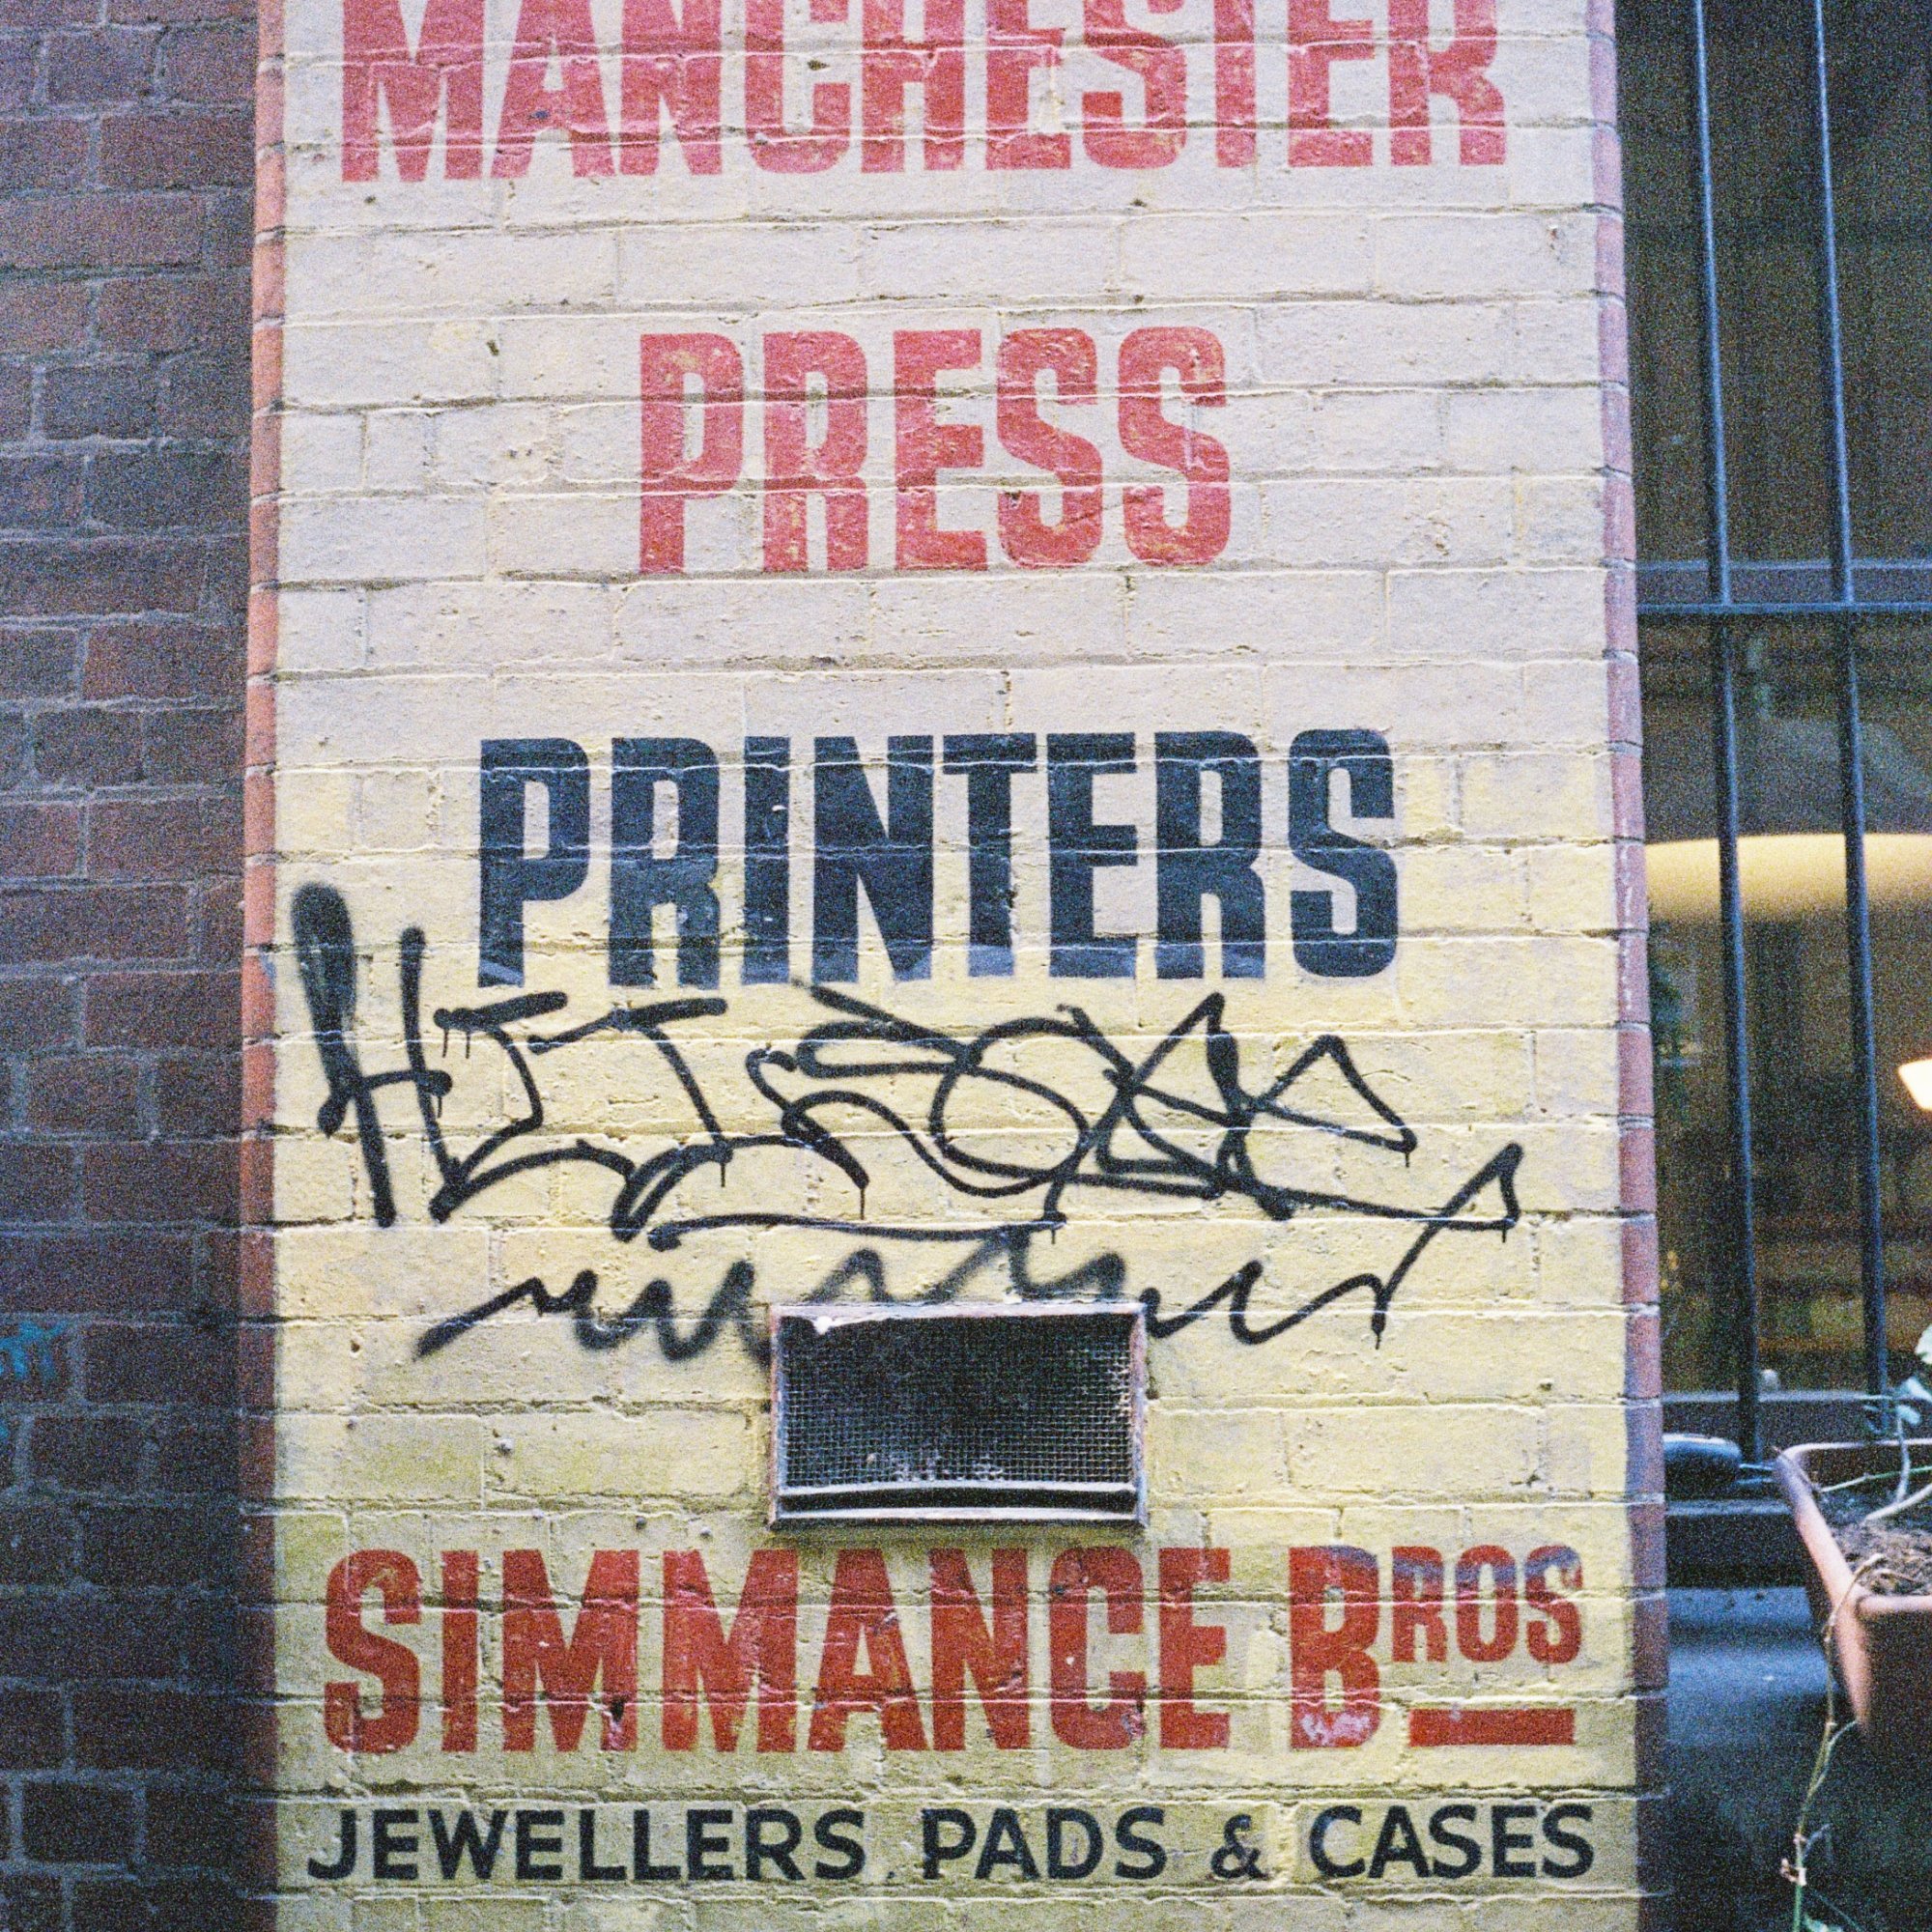 MANCHESTER
PRESS
PRINTERS
SIMMANCE BROS
JEWELLERS, PADS & CASES